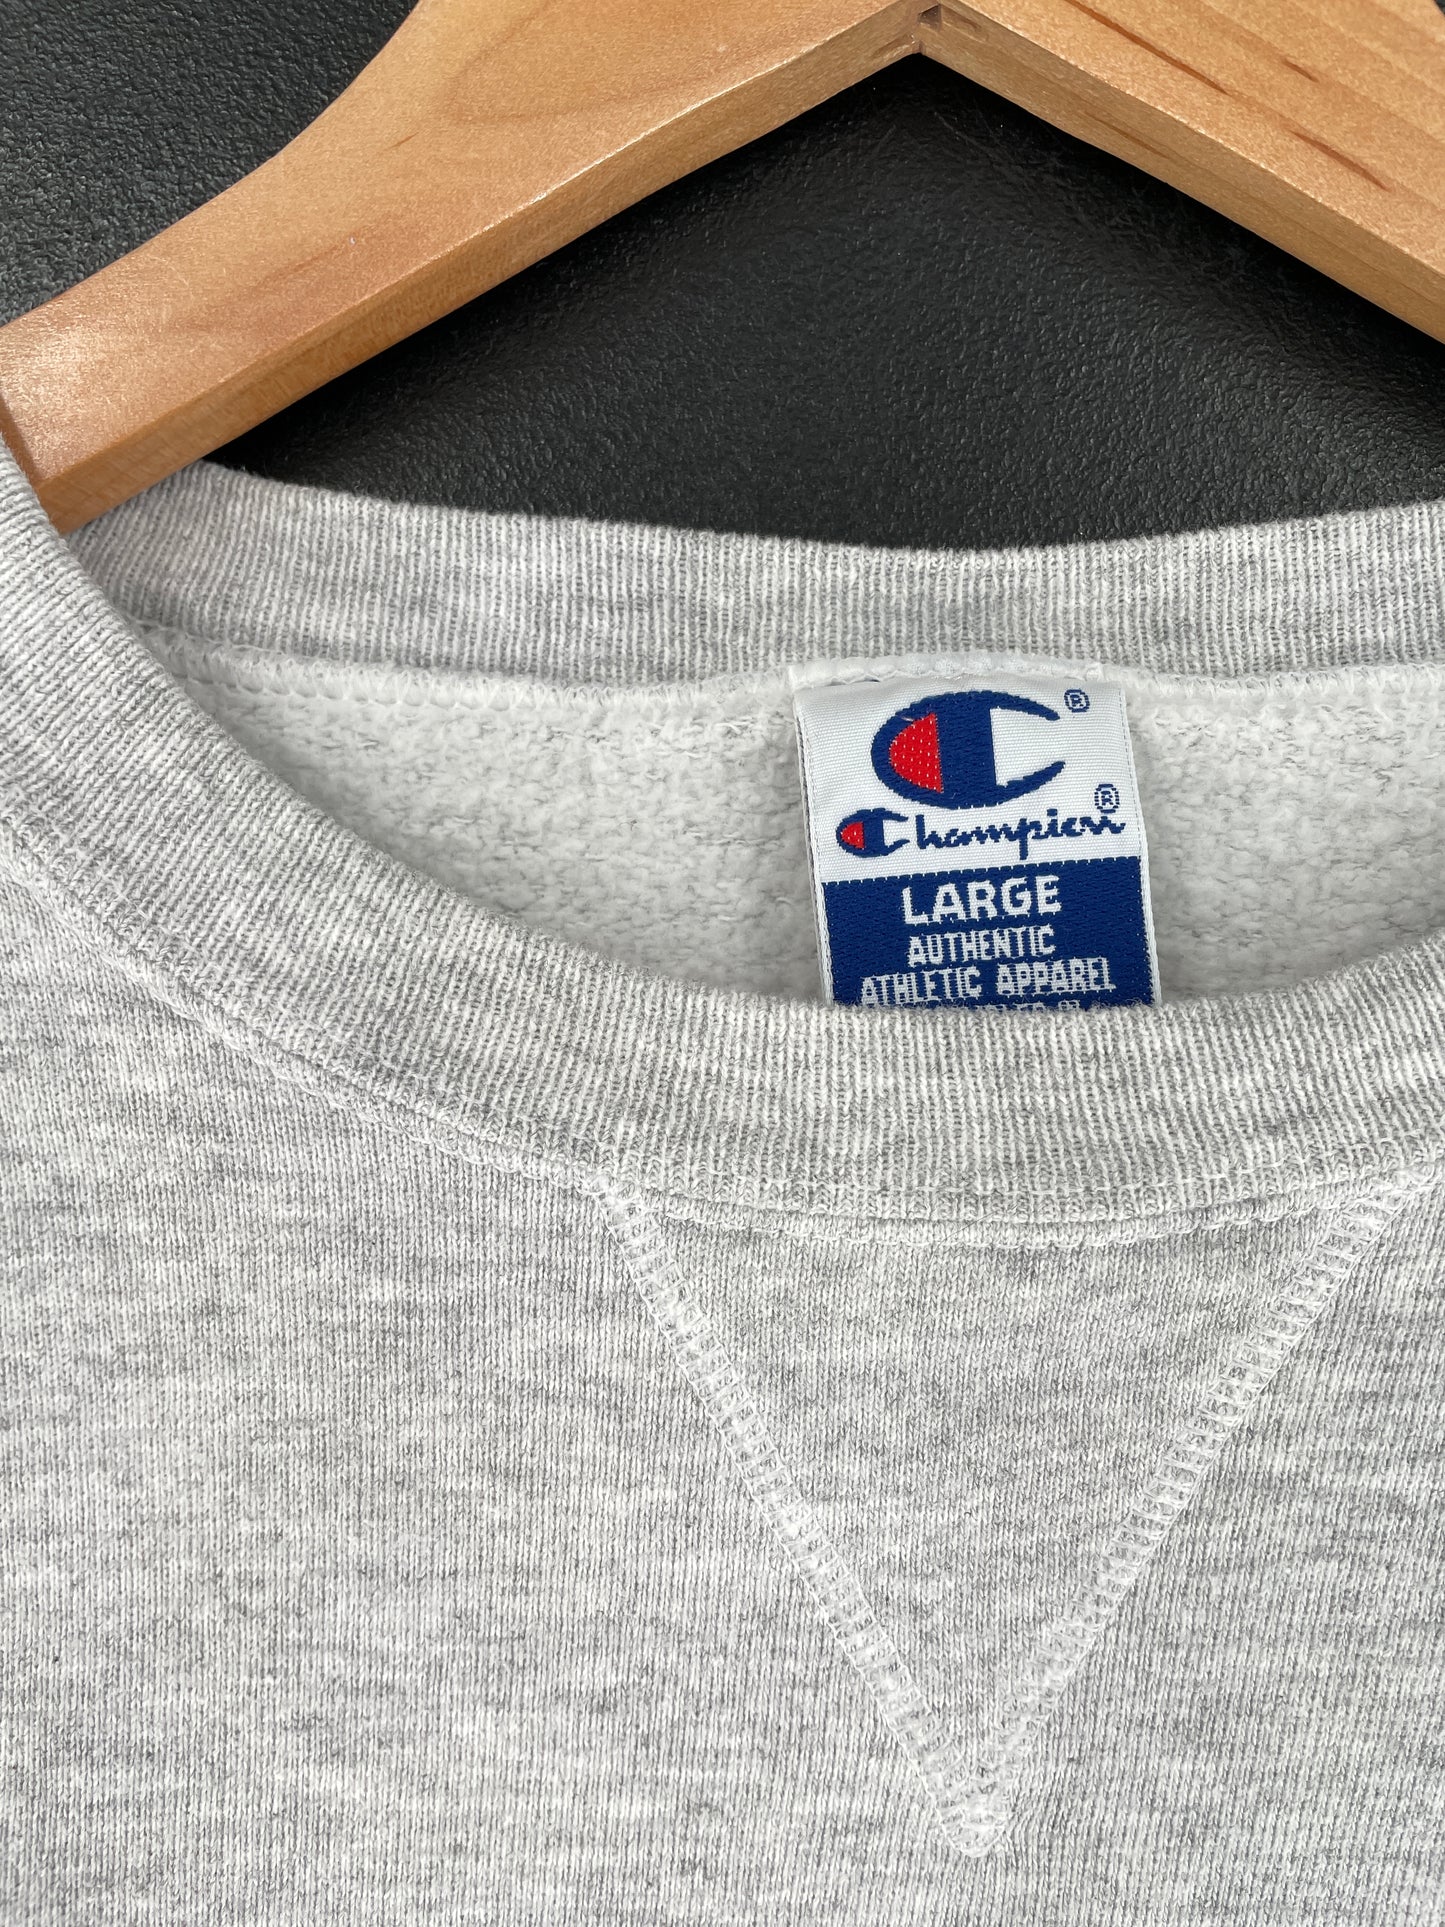 ®
Champion®
LARGE
AUTHENTIC
ATHLETIC APPAREL